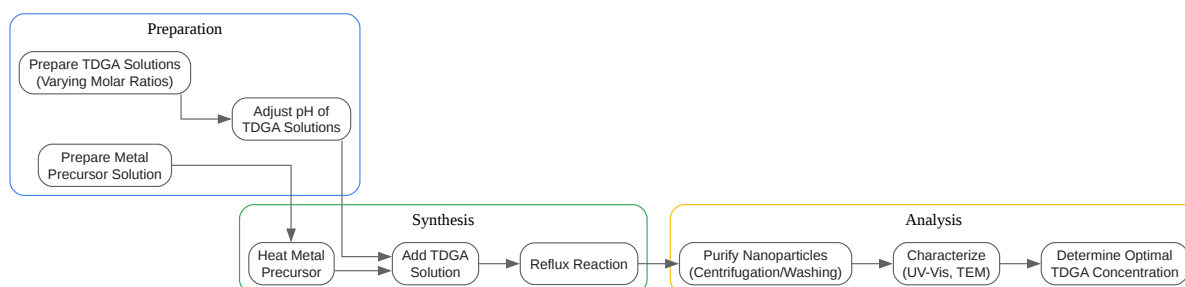 Preparation
Prepare TDGA Solutions
(Varying Molar Ratios)
Adjust pH of
TDGA Solutions
Prepare Metal
Precursor Solution
Synthesis
Heat Metal
Precursor
Add TDGA
Solution
Reflux Reaction
Analysis
Purify Nanoparticles
(Centrifugation/Washing)
Characterize
(UV-Vis, TEM)
Determine Optimal
TDGA Concentration